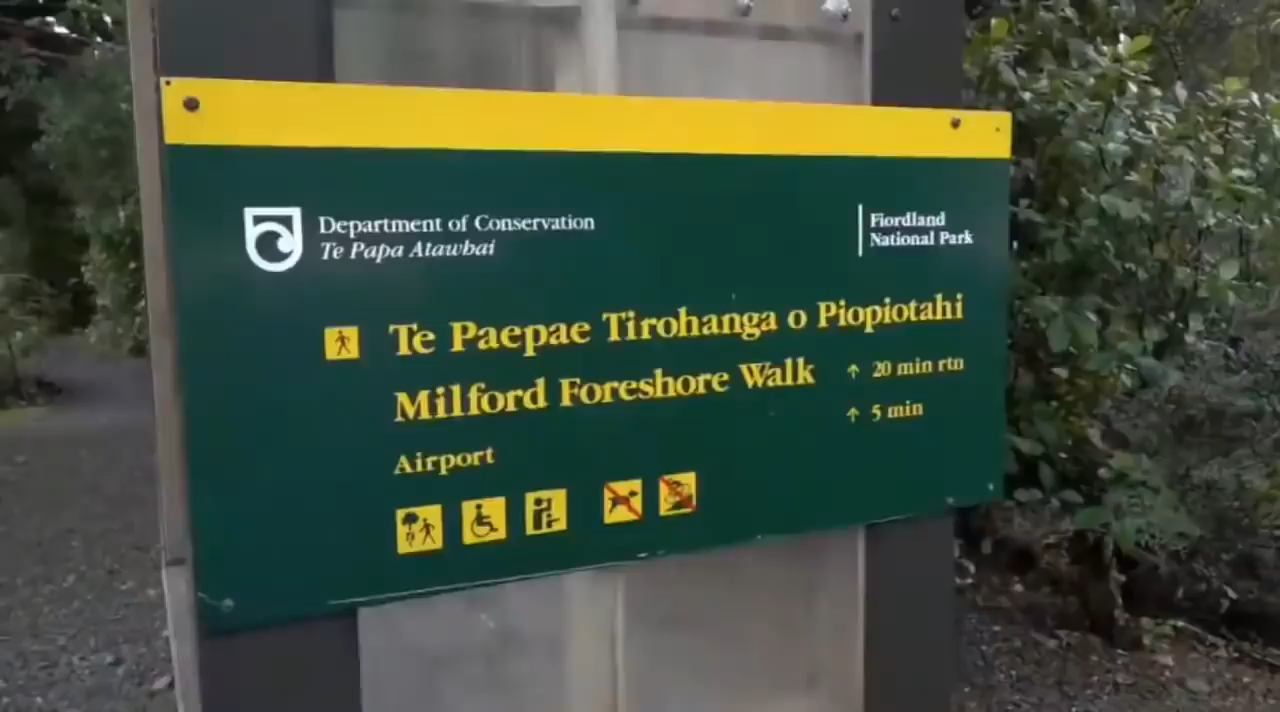 Department of Conservation
Te Papa Atawbai
Fiordland
National Park
Te Paepae Tirohanga o Piopiotahi
Milford Foreshore Walk ↑ 20 min rtn
Airport ↑ 5 min